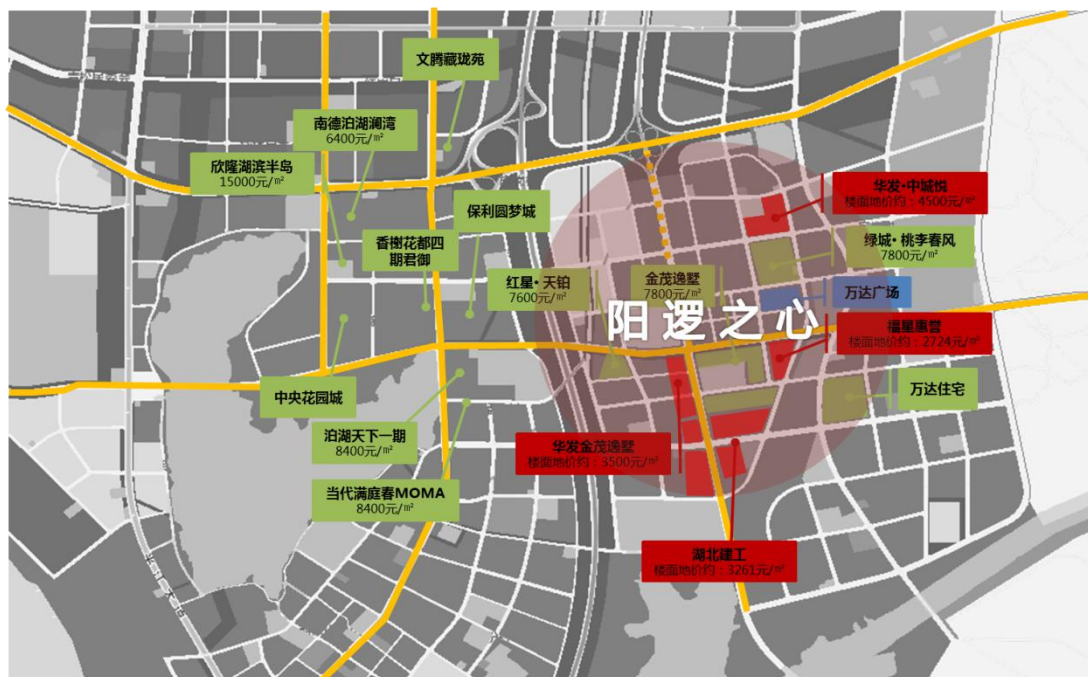 文腾藏珑苑
南德泊湖澜湾
6400元/㎡
欣隆湖滨半岛
15000元/㎡
华发·中城悦
楼面地价约：4500元/㎡
保利圆梦城
香榭花都四
期君御
绿城·桃李春风
7800元/㎡
红星·天铂
7600元/㎡
金茂逸墅
7800元/㎡
万达广场
阳逻之心
福星惠誉
楼面地价约：2724元/㎡
中央花园城
万达住宅
泊湖天下一期
8400元/㎡
华发金茂逸墅
楼面地价约：3500元/㎡
当代满庭春MOMA
8400元/㎡
湖北建工
楼面地价约：3261元/㎡